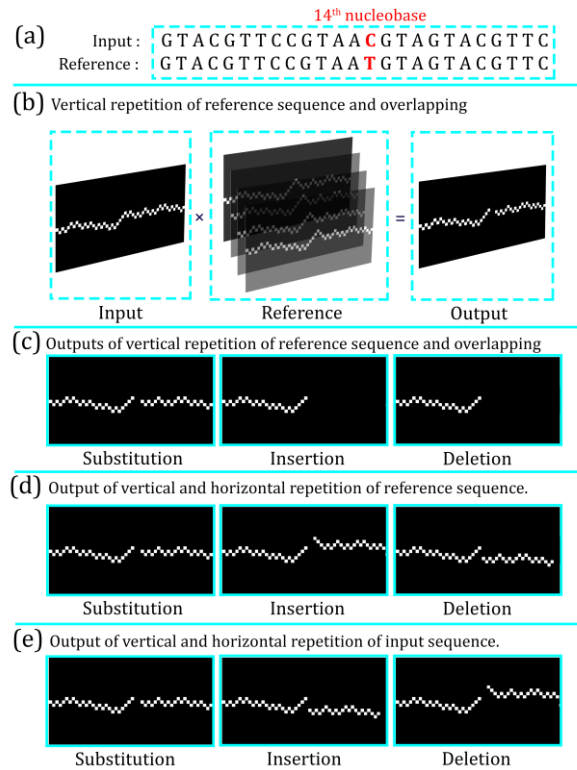 14th nucleobase
(a)
Input : G T A C G T T C C G T A A C G T A G T A C G T T C
Reference : G T A C G T T C C G T A A T G T A G T A C G T T C
(b) Vertical repetition of reference sequence and overlapping
× =
Input Reference Output
(c) Outputs of vertical repetition of reference sequence and overlapping
Substitution Insertion Deletion
(d) Output of vertical and horizontal repetition of reference sequence.
Substitution Insertion Deletion
(e) Output of vertical and horizontal repetition of input sequence.
Substitution Insertion Deletion